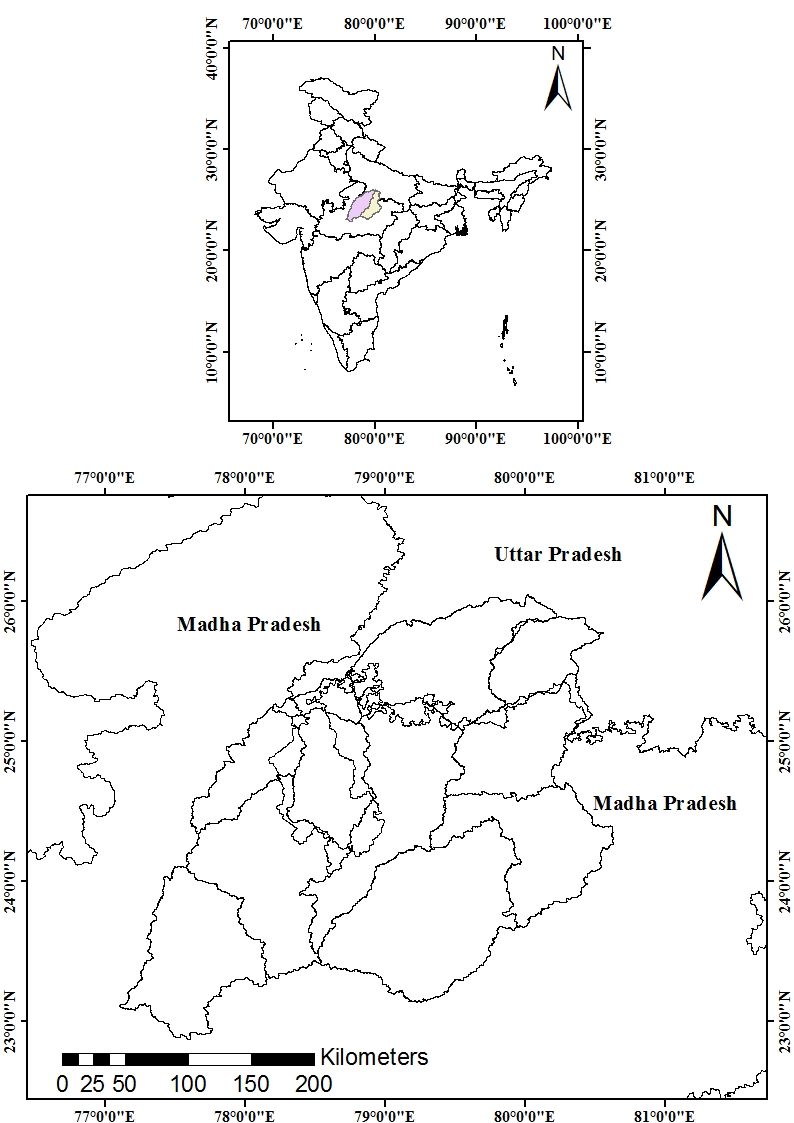 70°0'0"E 80°0'0"E 90°0'0"E 100°0'0"E
40°0'0"N
N
30°0'0"N 30°0'0"N
20°0'0"N 20°0'0"N
10°0'0"N 10°0'0"N
70°0'0"E 80°0'0"E 90°0'0"E 100°0'0"E
77°0'0"E 78°0'0"E 79°0'0"E 80°0'0"E 81°0'0"E
N
Uttar Pradesh
26°0'0"N 26°0'0"N
Madha Pradesh
25°0'0"N 25°0'0"N
Madha Pradesh
24°0'0"N 24°0'0"N
23°0'0"N 23°0'0"N
Kilometers
0 25 50 100 150 200
77°0'0"E 78°0'0"E 79°0'0"E 80°0'0"E 81°0'0"E